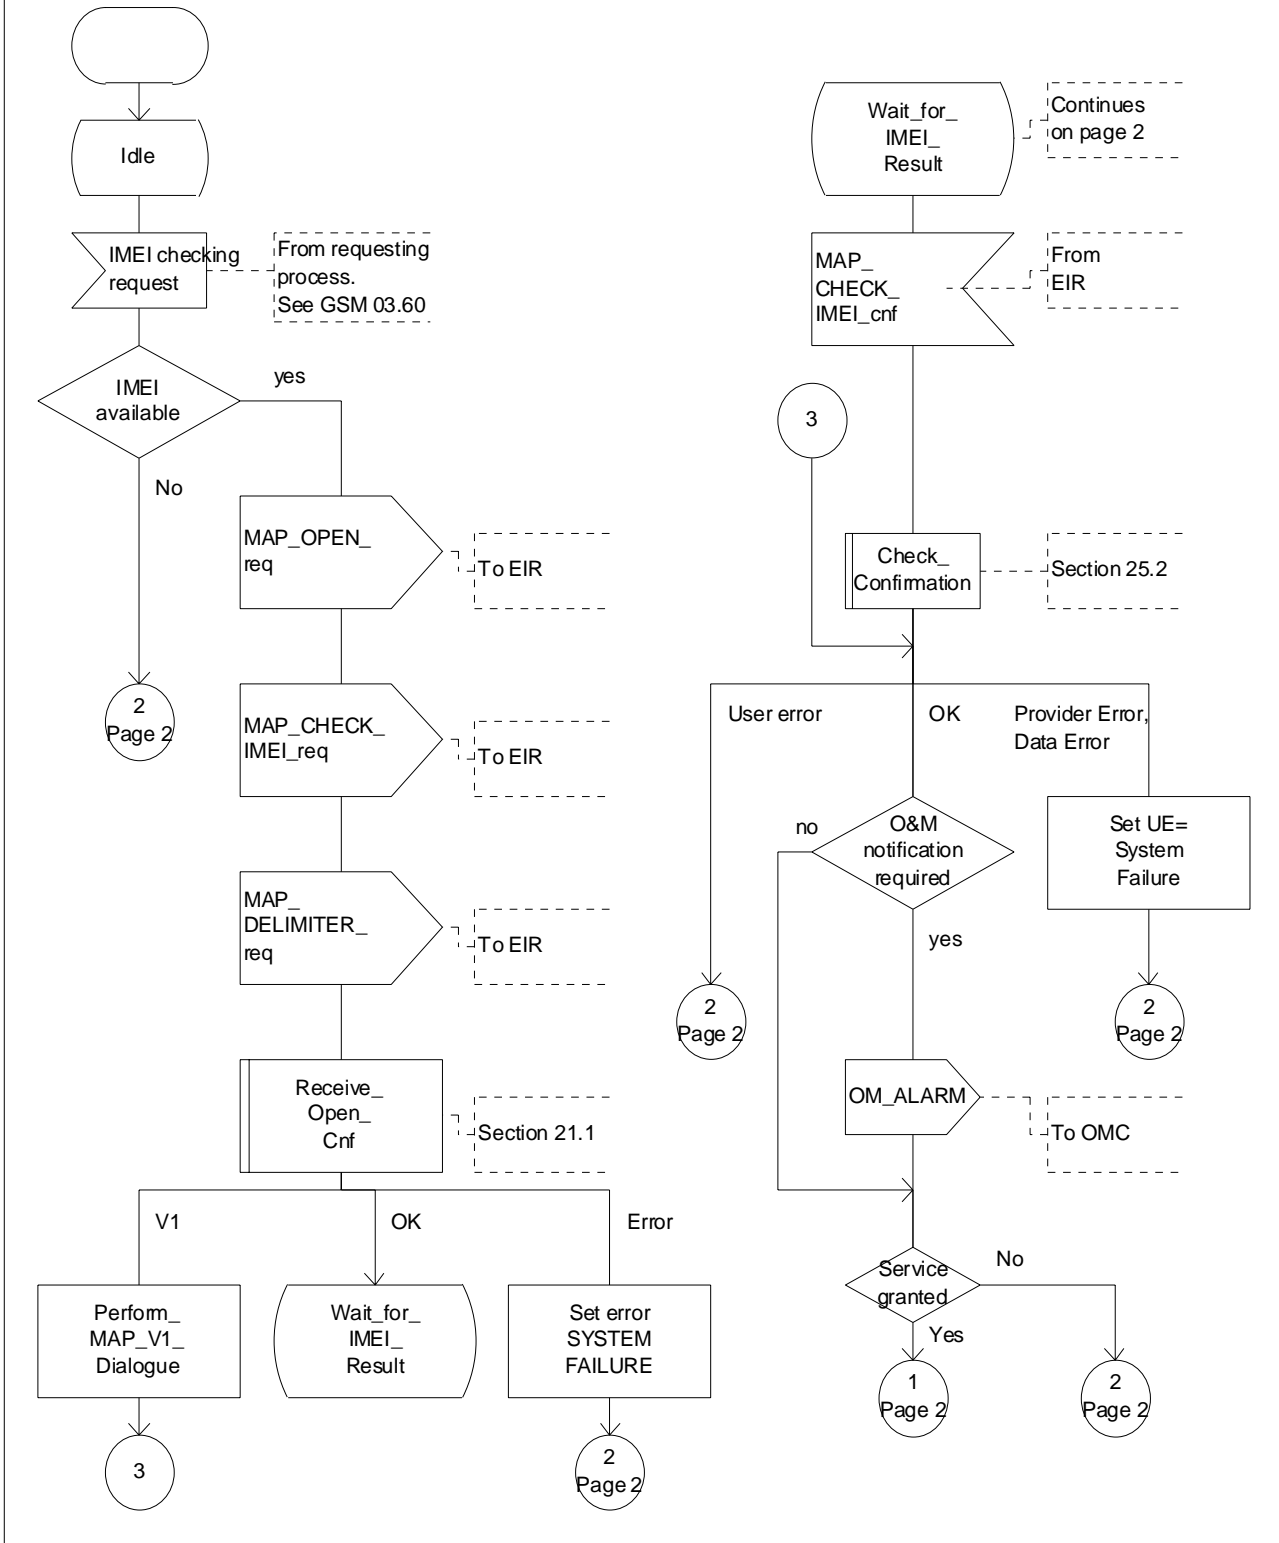 Idle
IMEI checking
request
From requesting
process.
See GSM 03.60
IMEI
available
yes
No
MAP_OPEN_
req
To EIR
2
Page 2
MAP_CHECK_
IMEI_req
To EIR
MAP_
DELIMITER_
req
To EIR
Receive_
Open_
Cnf
Section 21.1
V1
OK
Error
Perform_
MAP_V1_
Dialogue
Wait_for_
IMEI_
Result
Set error
SYSTEM
FAILURE
3
2
Page 2
Wait_for_
IMEI_
Result
Continues
on page 2
MAP_
CHECK_
IMEI_cnf
From
EIR
3
Check_
Confirmation
Section 25.2
User error
OK
Provider Error,
Data Error
no
O&M
notification
required
Set UE=
System
Failure
yes
2
Page 2
2
Page 2
OM_ALARM
To OMC
Service
granted
No
Yes
1
Page 2
2
Page 2